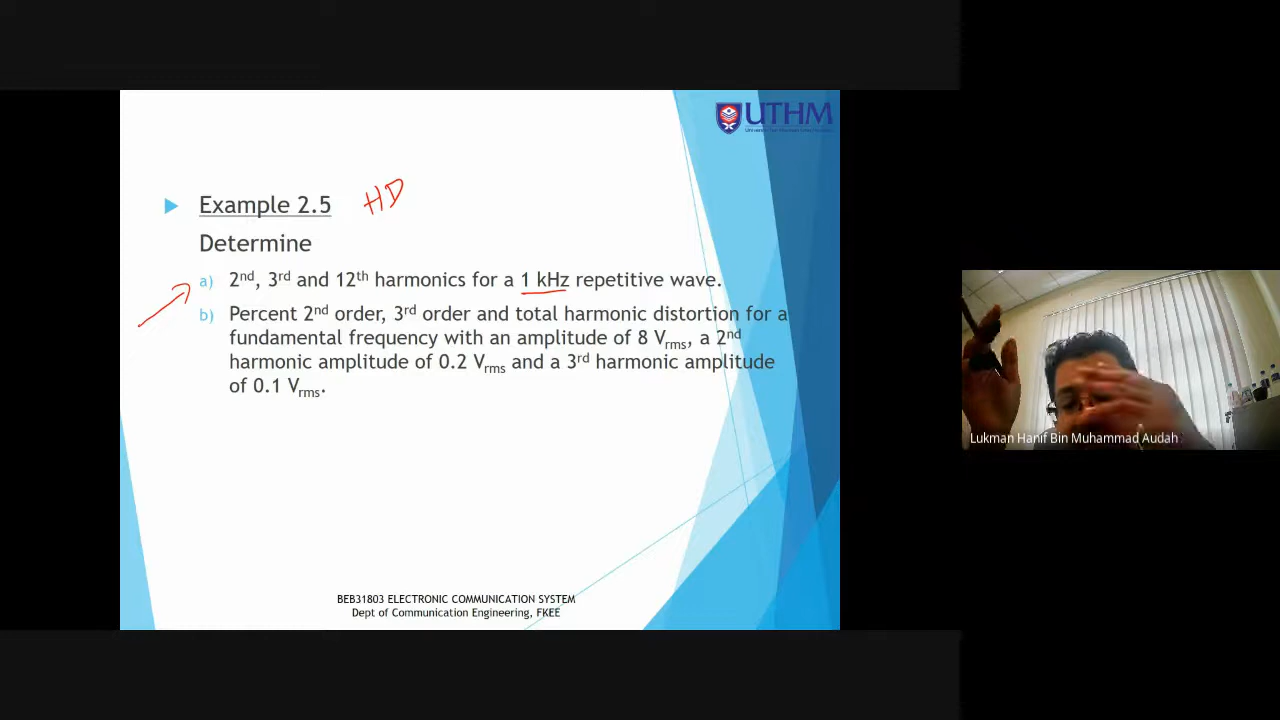 UTHM
Example 2.5 HD
Determine
a) 2nd, 3rd and 12th harmonics for a 1 kHz repetitive wave.
b) Percent 2nd order, 3rd order and total harmonic distortion for a
fundamental frequency with an amplitude of 8 Vrms, a 2nd
harmonic amplitude of 0.2 Vrms and a 3rd harmonic amplitude
of 0.1 Vrms.
Lukman Hanif Bin Muhammad Audah
BEB31803 ELECTRONIC COMMUNICATION SYSTEM
Dept of Communication Engineering, FKEE